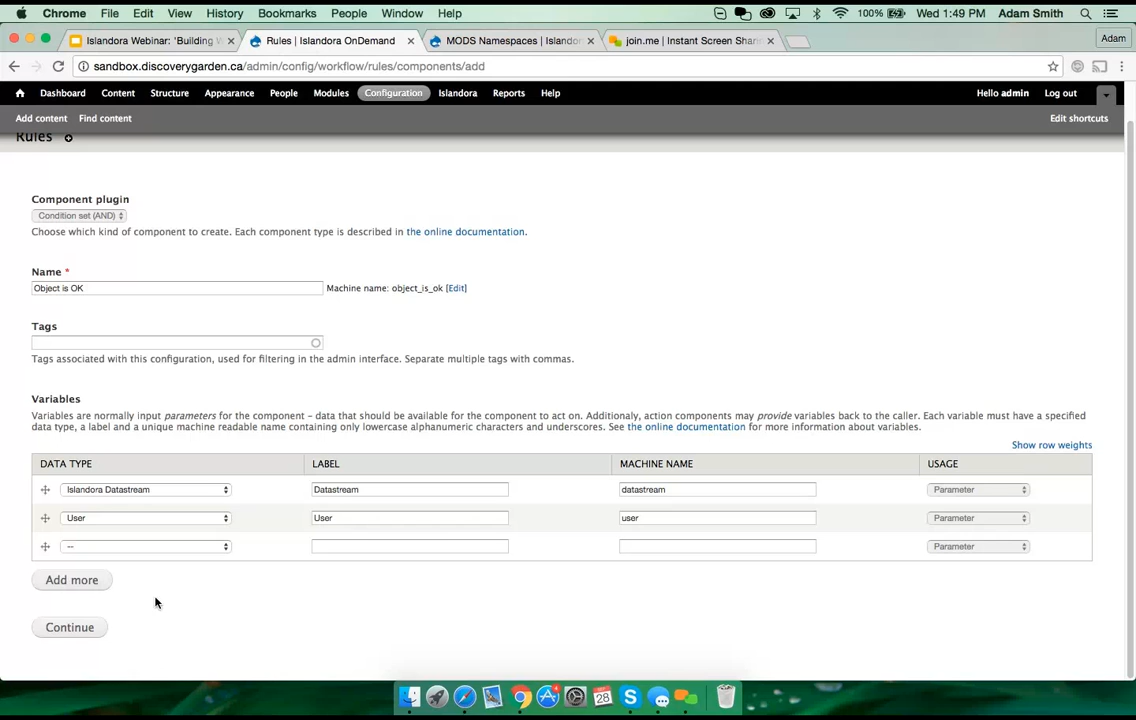 Chrome File Edit View History Bookmarks People Window Help 100% Wed 1:49 PM Adam Smith
Islandora Webinar: 'Building Rules | Islandora OnDemand MODS Namespaces | Islando join.me | Instant Screen Shari Adam
sandbox.discoverygarden.ca/admin/config/workflow/rules/components/add
Dashboard Content Structure Appearance People Modules Configuration Islandora Reports Help Hello admin Log out
Add content Find content Edit shortcuts
Rules
Component plugin
Condition set (AND)
Choose which kind of component to create. Each component type is described in the online documentation.
Name *
Object is OK Machine name: object_is_ok [Edit]
Tags
Tags associated with this configuration, used for filtering in the admin interface. Separate multiple tags with commas.
Variables
Variables are normally input parameters for the component – data that should be available for the component to act on. Additionaly, action components may provide variables back to the caller. Each variable must have a specified
data type, a label and a unique machine readable name containing only lowercase alphanumeric characters and underscores. See the online documentation for more information about variables.
Show row weights
DATA TYPE LABEL MACHINE NAME USAGE
Islandora Datastream Datastream datastream Parameter
User User user Parameter
-- Parameter
Add more
Continue
28